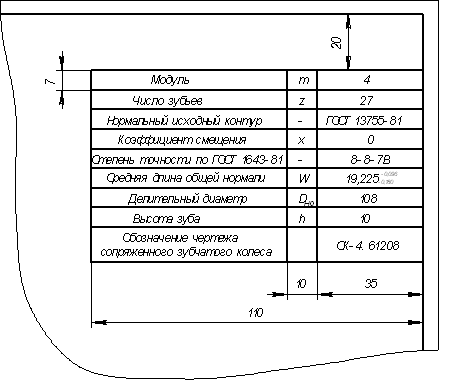 20
7
Модуль m 4
Число зубьев z 27
Нормальный исходный контур - ГОСТ 13755-81
Коэффициент смещения x 0
Отепень точности по ГОСТ 1643-81 - 8-8-7В
Средняя длина общей нормали W 19,225
Делительный диаметр 108
Высота зуба h 10
Обозначение чертежа
сопряженного зубчатого колеса СК-4.61208
10 35
110